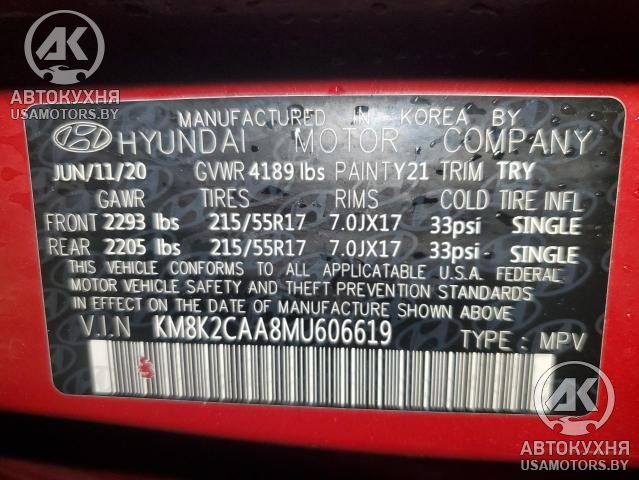 AK
АВТОКУХНЯ
USAMOTORS.BY
MANUFACTURED IN KOREA BY
HYUNDAI MOTOR COMPANY
JUN/11/20 GVWR 4189 lbs PAINT Y21 TRIM TRY
GAWR TIRES RIMS COLD TIRE INFL
FRONT 2293 lbs 215/55R17 7.0JX17 33psi SINGLE
REAR 2205 lbs 215/55R17 7.0JX17 33psi SINGLE
THIS VEHICLE CONFORMS TO ALL APPLICABLE U.S.A. FEDERAL
MOTOR VEHICLE SAFETY AND THEFT PREVENTION STANDARDS
IN EFFECT ON THE DATE OF MANUFACTURE SHOWN ABOVE.
V.I.N KM8K2CAA8MU606619 TYPE : MPV
AK
АВТОКУХНЯ
USAMOTORS.BY